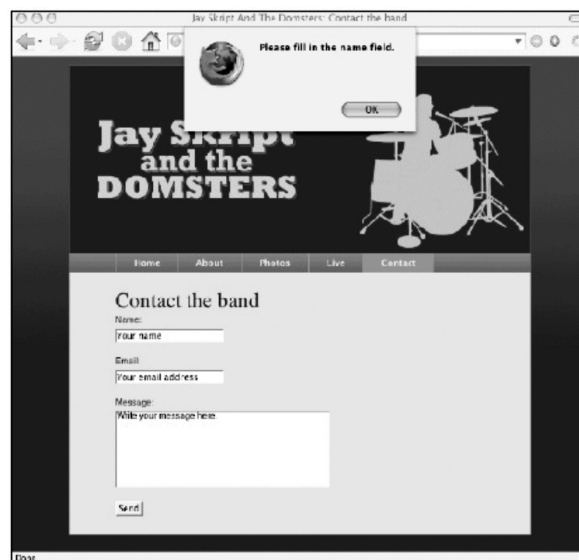 Jay Skript And The Domsters: Contact the band
Please fill in the name field.
OK
Jay Skript
and the
DOMSTERS
Home About Photos Live Contact
Contact the band
Name:
Your name
Email
Your email address
Message:
Write your message here.
Send
Done